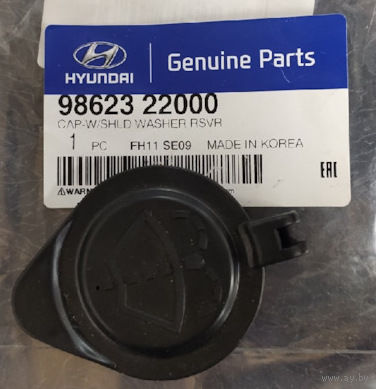 HYUNDAI
Genuine Parts
98623 22000
CAP-W/SHLD WASHER RSVR
1 PC FH11 SE09 MADE IN KOREA
EAC
www.ay.by